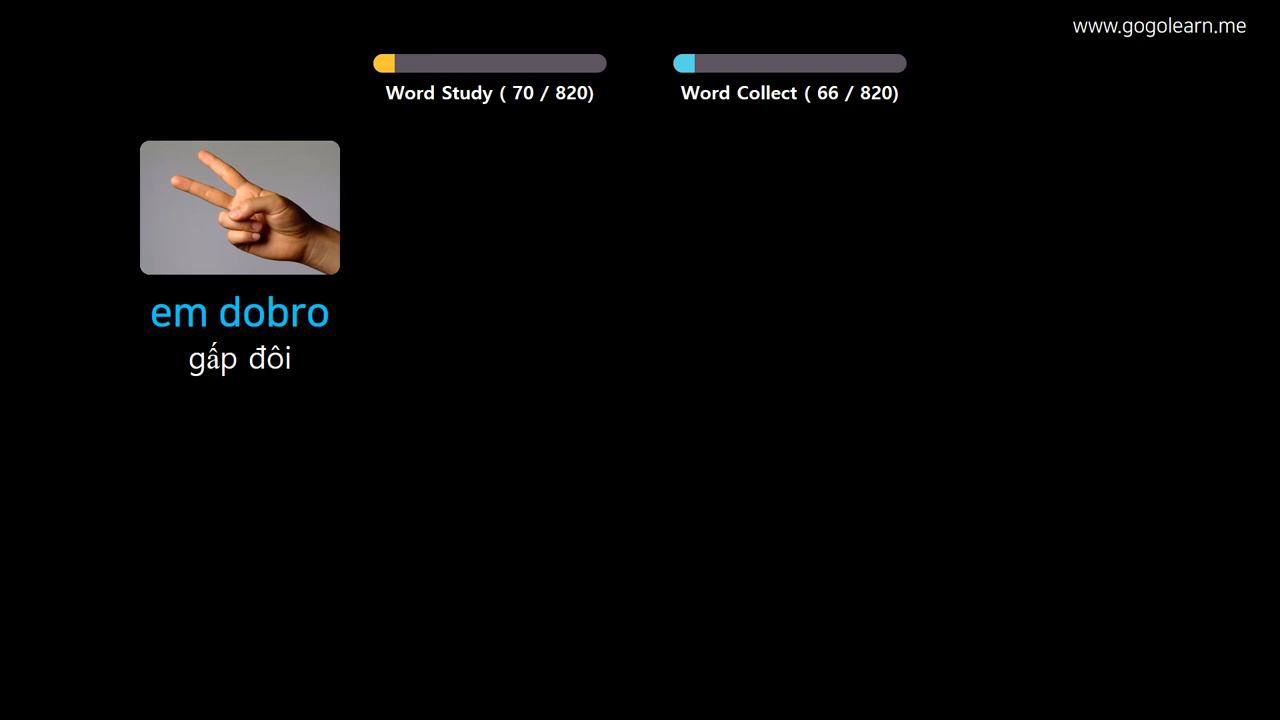 www.gogolearn.me
Word Study ( 70 / 820)
Word Collect ( 66 / 820)
em dobro
gấp đôi